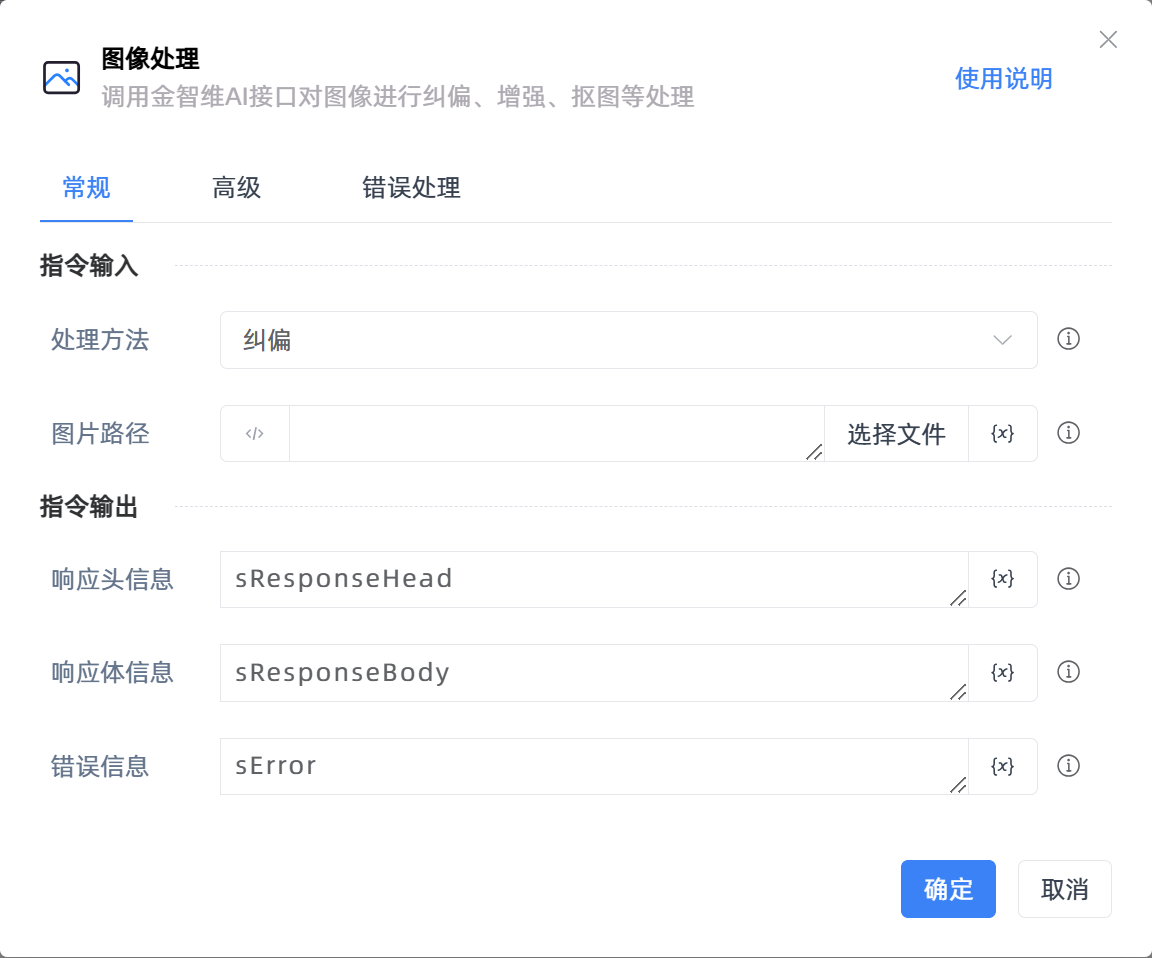 图像处理
调用金智维AI接口对图像进行纠偏、增强、抠图等处理
使用说明
常规 高级 错误处理
指令输入
处理方法 纠偏
图片路径 </> 选择文件 {x}
指令输出
响应头信息 sResponseHead {x}
响应体信息 sResponseBody {x}
错误信息 sError {x}
确定 取消